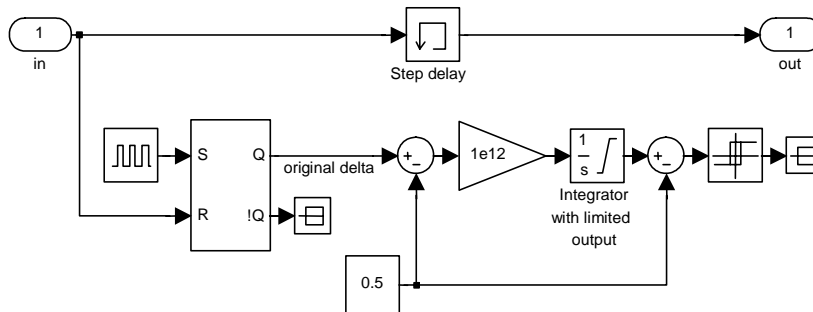 1
in
Step delay
1
out
S
Q
R
!Q
original delta
+
−
1e12
1
s
Integrator
with limited
output
+
−
0.5